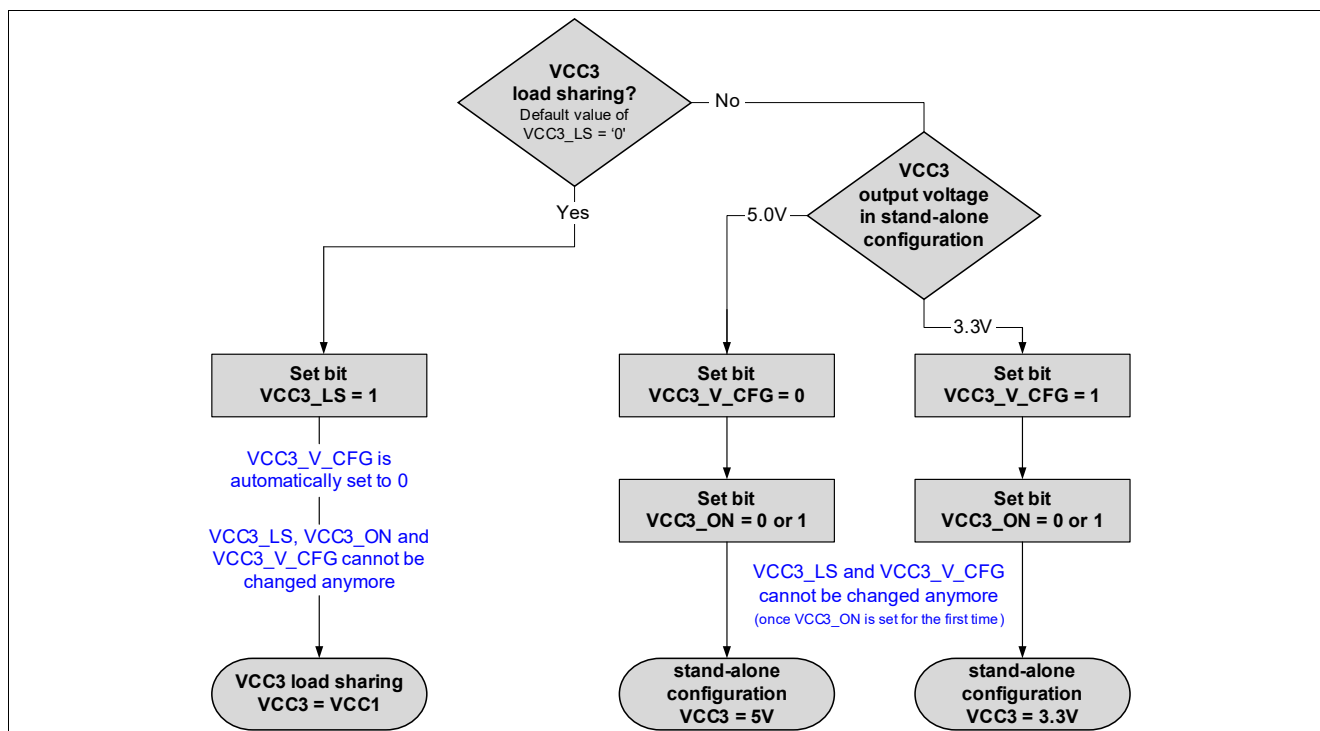 VCC3
load sharing?
Default value of
VCC3_LS = ‘0'
No
Yes
VCC3
output voltage
in stand-alone
configuration
5.0V
3.3V
Set bit
VCC3_LS = 1
VCC3_V_CFG is
automatically set to 0
VCC3_LS, VCC3_ON and
VCC3_V_CFG cannot be
changed anymore
VCC3 load sharing
VCC3 = VCC1
Set bit
VCC3_V_CFG = 0
Set bit
VCC3_ON = 0 or 1
Set bit
VCC3_V_CFG = 1
Set bit
VCC3_ON = 0 or 1
VCC3_LS and VCC3_V_CFG
cannot be changed anymore
(once VCC3_ON is set for the first time)
stand-alone
configuration
VCC3 = 5V
stand-alone
configuration
VCC3 = 3.3V